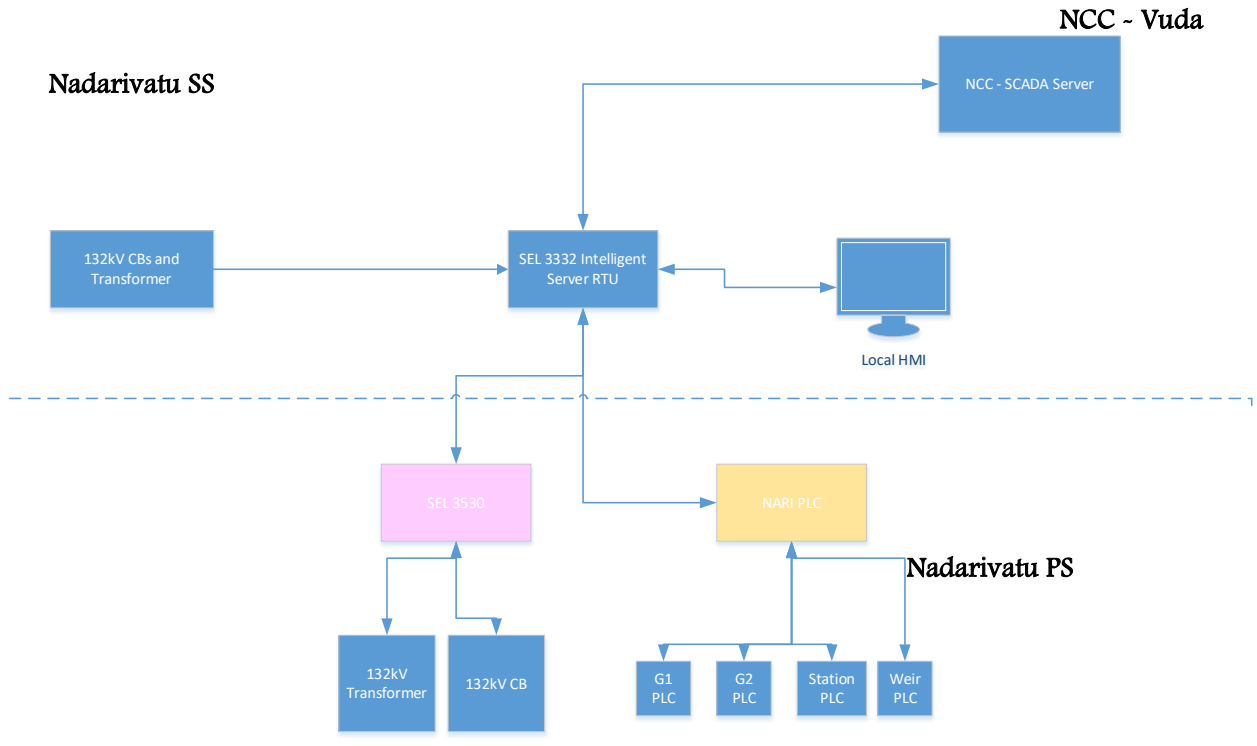 NCC - Vuda
Nadarivatu SS
NCC - SCADA Server
132kV CBs and
Transformer
SEL 3332 Intelligent
Server RTU
Local HMI
SEL 3530
NARI PLC
Nadarivatu PS
132kV
Transformer
132kV CB
G1
PLC
G2
PLC
Station
PLC
Weir
PLC